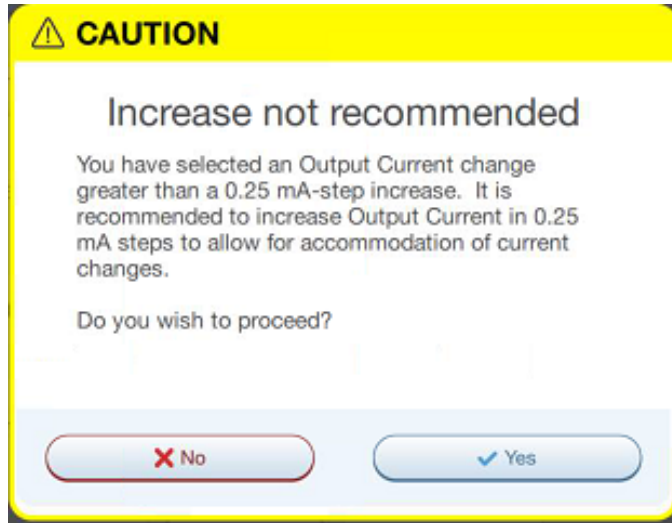 CAUTION
Increase not recommended
You have selected an Output Current change
greater than a 0.25 mA-step increase.  It is
recommended to increase Output Current in 0.25
mA steps to allow for accommodation of current
changes.
Do you wish to proceed?
No
Yes